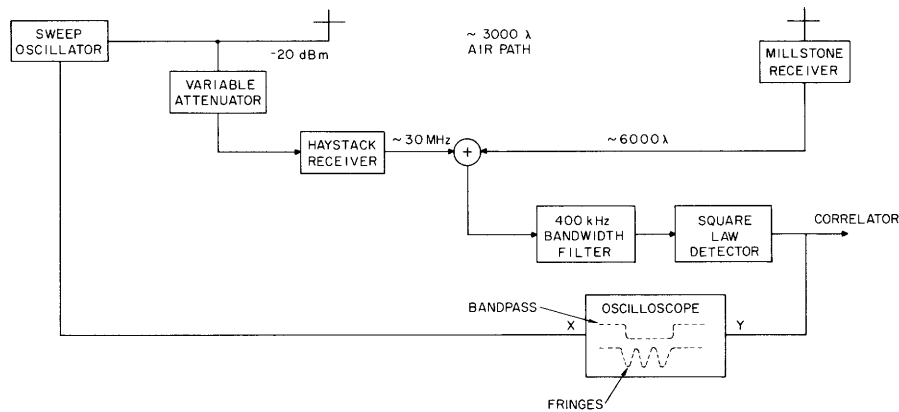 SWEEP
OSCILLATOR
-20 dBm
~ 3000 λ
AIR PATH
MILLSTONE
RECEIVER
VARIABLE
ATTENUATOR
HAYSTACK
RECEIVER
~ 30 MHz
+
~6000 λ
400 kHz
BANDWIDTH
FILTER
SQUARE
LAW
DETECTOR
CORRELATOR
BANDPASS
OSCILLOSCOPE
X
Y
FRINGES